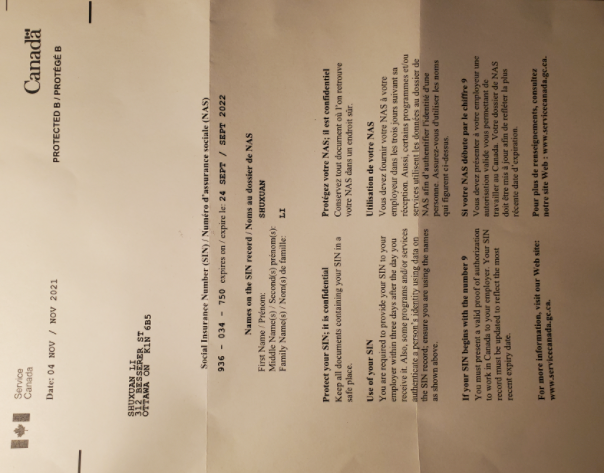 Service
Canada
Canada
PROTECTED B / PROTÉGÉ B
Date: 04 NOV / NOV 2021
SHUXUAN LI
312 BESSERER ST
OTTAWA ON K1N 6B5
Social Insurance Number (SIN) / Numéro d'assurance sociale (NAS)
936 - 034 - 750 expires on / expire le: 24 SEPT / SEPT 2022
Names on the SIN record / Noms au dossier de NAS
First Name / Prénom: SHUXUAN
Middle Name(s) / Second(s) prénom(s):
Family Name(s) / Nom(s) de famille: LI
Protect your SIN; it is confidential
Keep all documents containing your SIN in a
safe place.
Use of your SIN
You are required to provide your SIN to your
employer within three days after the day you
receive it. Also, some programs and/or services
authenticate a person's identity using data on
the SIN record; ensure you are using the names
as shown above.
If your SIN begins with the number 9
You must present a valid proof of authorization
to work in Canada to your employer. Your SIN
record must be updated to reflect the most
recent expiry date.
For more information, visit our Web site:
www.servicecanada.gc.ca.
Protégez votre NAS; il est confidentiel
Conservez tout document où l'on retrouve
votre NAS dans un endroit sûr.
Utilisation de votre NAS
Vous devez fournir votre NAS à votre
employeur dans les trois jours suivant sa
réception. Aussi, certains programmes et/ou
services utilisent les données au dossier de
NAS afin d'authentifier l'identité d'une
personne. Assurez-vous d'utiliser les noms
qui figurent ci-dessus.
Si votre NAS débute par le chiffre 9
Vous devez présenter à votre employeur une
autorisation valide vous permettant de
travailler au Canada. Votre dossier de NAS
doit être mis à jour afin de refléter la plus
récente date d'expiration.
Pour plus de renseignements, consultez
notre site Web : www.servicecanada.gc.ca.